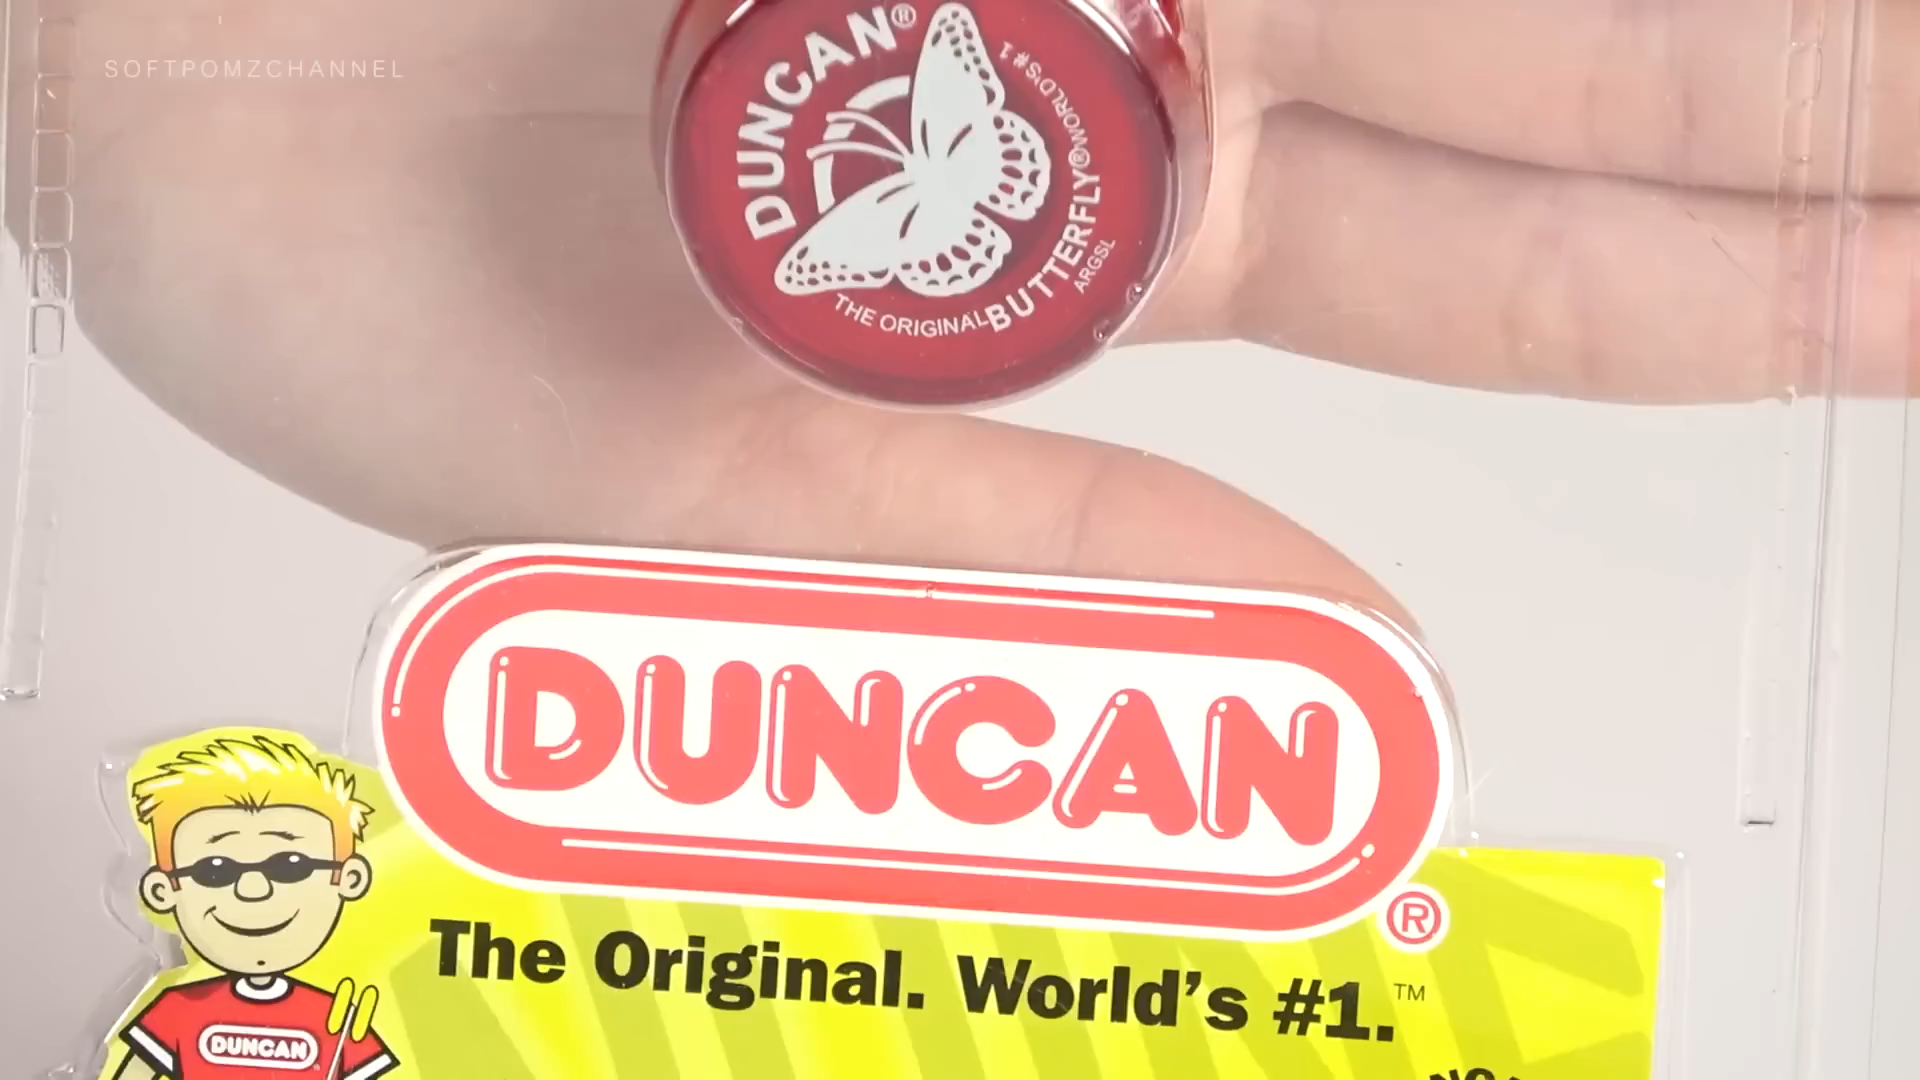 SOFTPOMZCHANNEL
DUNCAN®
THE ORIGINAL BUTTERFLY® WORLD'S #1
ARGSL
DUNCAN®
The Original. World's #1.™
DUNCAN